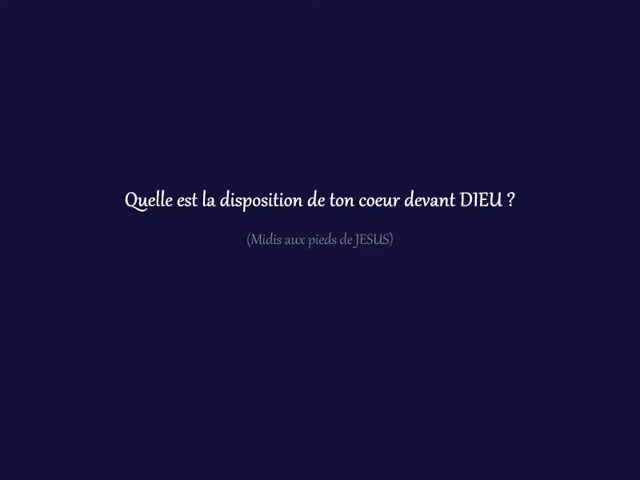 Quelle est la disposition de ton coeur devant DIEU ?
(Midis aux pieds de JESUS)